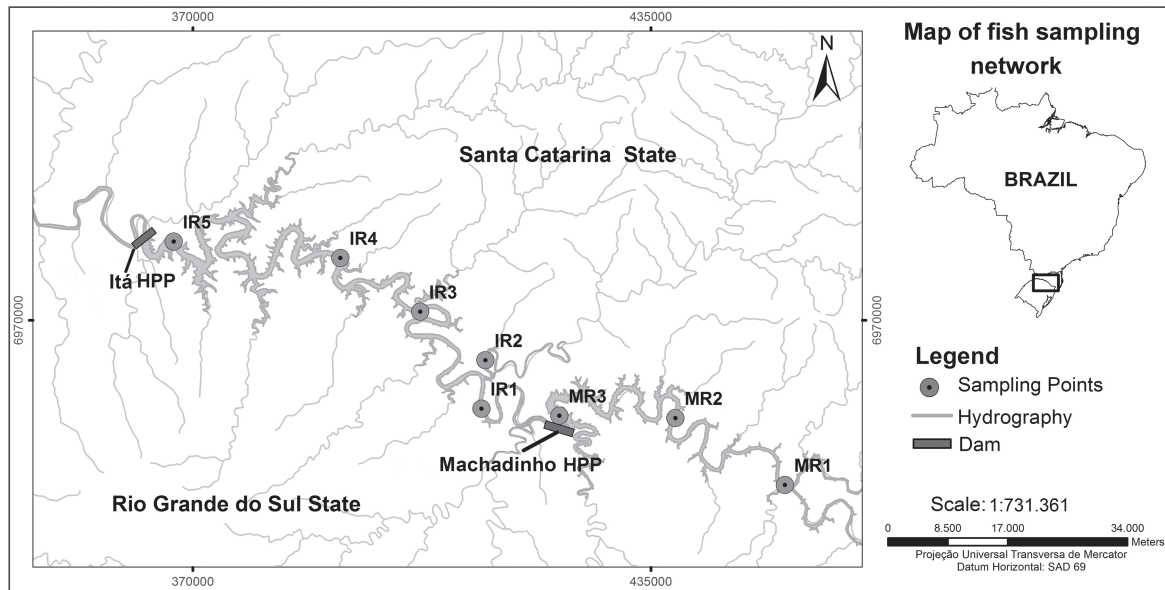 370000
435000
N
Map of fish sampling
network
Santa Catarina State
BRAZIL
IR5
IR4
Itá HPP
IR3
6970000
6970000
IR2
IR1
MR3
MR2
Machadinho HPP
MR1
Rio Grande do Sul State
Legend
Sampling Points
Hydrography
Dam
Scale: 1:731.361
0 8.500 17.000 34.000
Meters
Projeção Universal Transversa de Mercator
Datum Horizontal: SAD 69
370000
435000